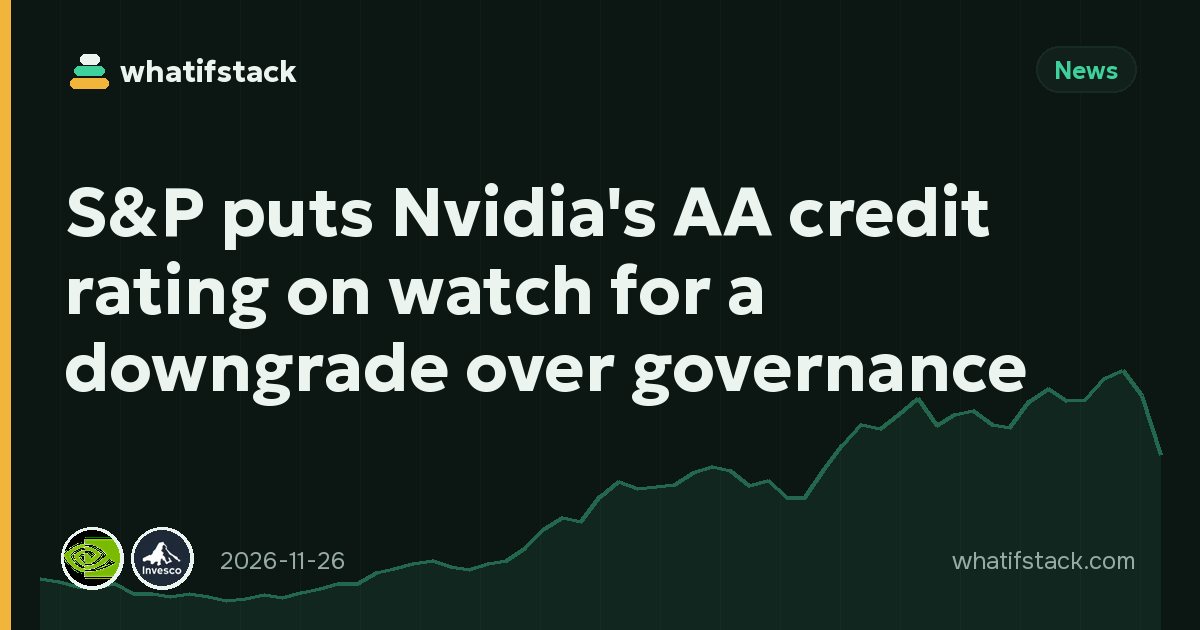 whatifstack
News
S&P puts Nvidia's AA credit
rating on watch for a
downgrade over governance
Invesco
2026-11-26
whatifstack.com